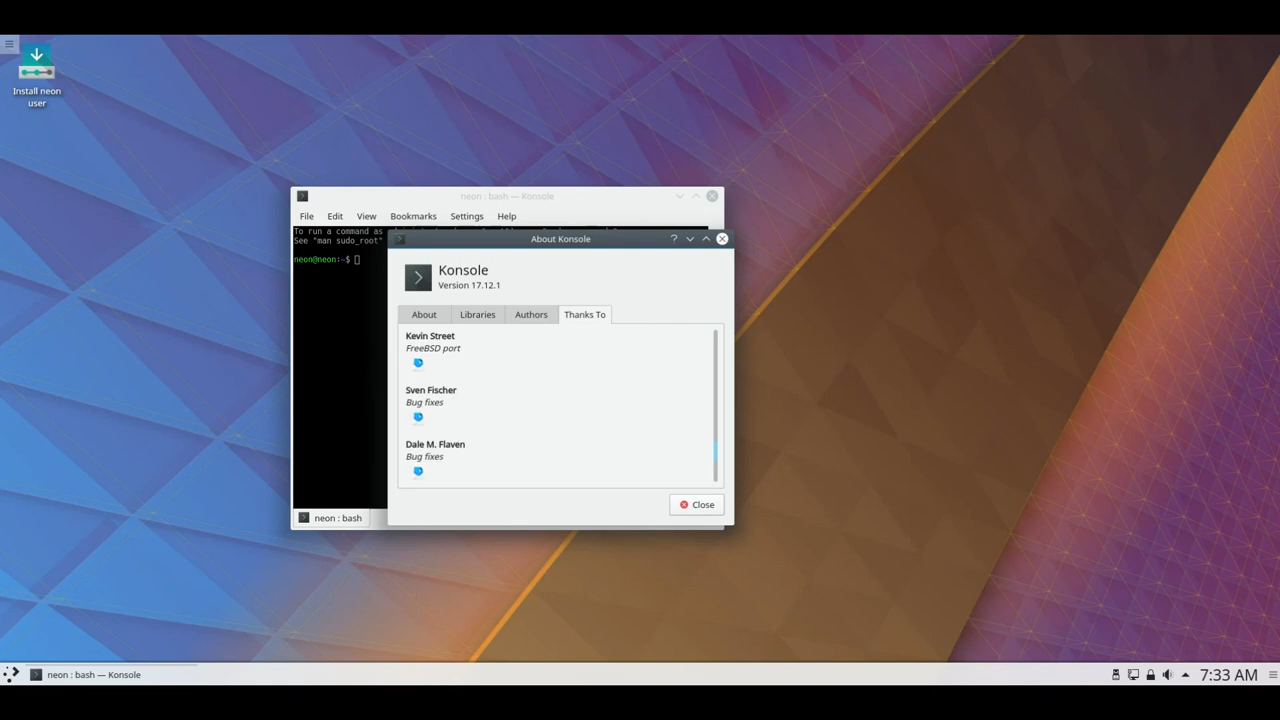 Install neon
user
neon : bash — Konsole
File Edit View Bookmarks Settings Help
To run a command as
See "man sudo_root"
neon@neon:~$
About Konsole
Konsole
Version 17.12.1
About Libraries Authors Thanks To
Kevin Street
FreeBSD port
Sven Fischer
Bug fixes
Dale M. Flaven
Bug fixes
Close
neon : bash
neon : bash — Konsole
7:33 AM